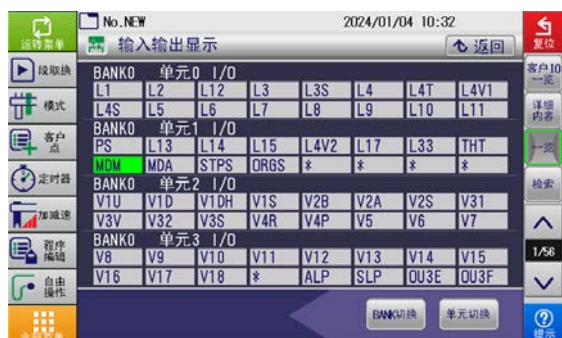 运转菜单
No.NEW
2024/01/04 10:32
复位
输入输出显示
返回
段取换
模式
客户点
定时器
加减速
程序编辑
自由操作
BANK0 单元0 I/O
L1 L2 L12 L3 L3S L4 L4T L4V1
L4S L5 L6 L7 L8 L9 L10 L11
BANK0 单元1 I/O
PS L13 L14 L15 L4V2 L17 L33 THT
MDM MDA STPS ORGS * * * *
BANK0 单元2 I/O
V1U V1D V1DH V1S V2B V2A V2S V31
V3V V32 V3S V4R V4P V5 V6 V7
BANK0 单元3 I/O
V8 V9 V10 V11 V12 V13 V14 V15
V16 V17 V18 * ALP SLP OU3E OU3F
BANK切换
单元切换
客户IO
一览
详细
内容
一览
检索
1/56
提示